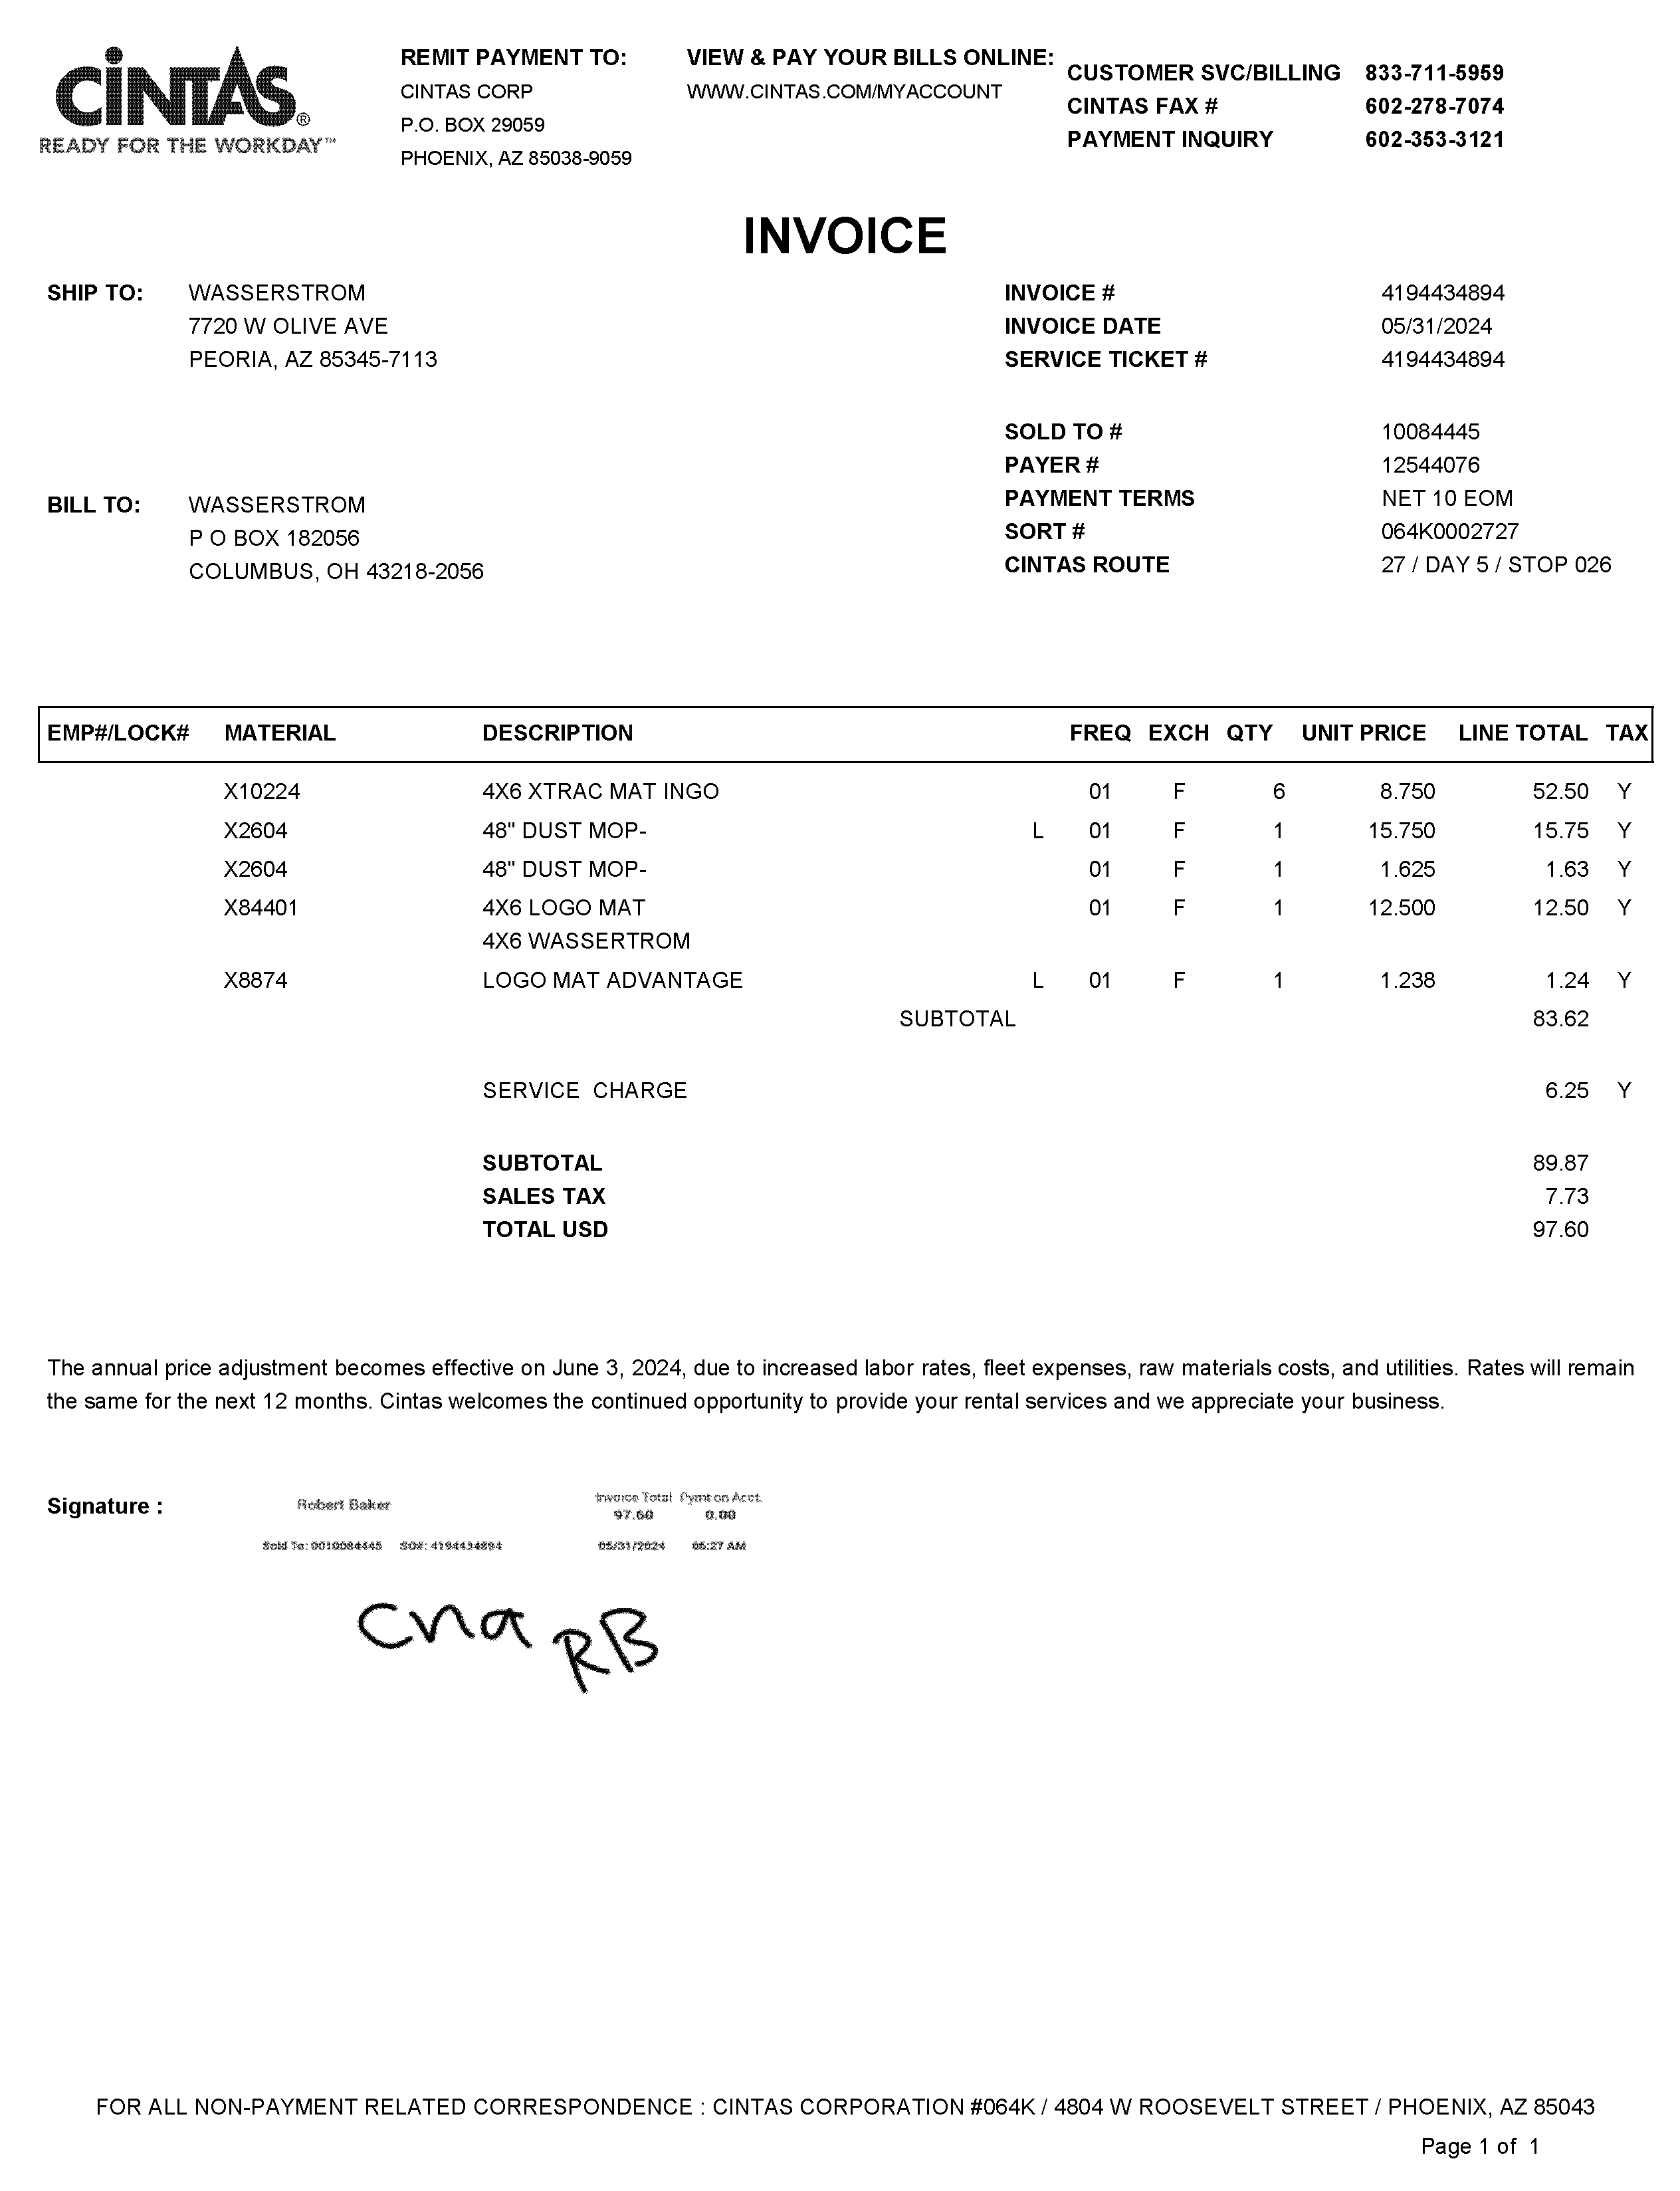 CINTAS®
READY FOR THE WORKDAY™
REMIT PAYMENT TO:
CINTAS CORP
P.O. BOX 29059
PHOENIX, AZ 85038-9059
VIEW & PAY YOUR BILLS ONLINE:
WWW.CINTAS.COM/MYACCOUNT
CUSTOMER SVC/BILLING 833-711-5959
CINTAS FAX # 602-278-7074
PAYMENT INQUIRY 602-353-3121
INVOICE
SHIP TO: WASSERSTROM
7720 W OLIVE AVE
PEORIA, AZ 85345-7113
INVOICE # 4194434894
INVOICE DATE 05/31/2024
SERVICE TICKET # 4194434894
SOLD TO # 10084445
PAYER # 12544076
PAYMENT TERMS NET 10 EOM
SORT # 064K0002727
CINTAS ROUTE 27 / DAY 5 / STOP 026
BILL TO: WASSERSTROM
P O BOX 182056
COLUMBUS, OH 43218-2056
EMP#/LOCK# MATERIAL DESCRIPTION FREQ EXCH QTY UNIT PRICE LINE TOTAL TAX
X10224 4X6 XTRAC MAT INGO 01 F 6 8.750 52.50 Y
X2604 48" DUST MOP- L 01 F 1 15.750 15.75 Y
X2604 48" DUST MOP- 01 F 1 1.625 1.63 Y
X84401 4X6 LOGO MAT 01 F 1 12.500 12.50 Y
4X6 WASSERTROM
X8874 LOGO MAT ADVANTAGE L 01 F 1 1.238 1.24 Y
SUBTOTAL 83.62
SERVICE CHARGE 6.25 Y
SUBTOTAL 89.87
SALES TAX 7.73
TOTAL USD 97.60
The annual price adjustment becomes effective on June 3, 2024, due to increased labor rates, fleet expenses, raw materials costs, and utilities. Rates will remain
the same for the next 12 months. Cintas welcomes the continued opportunity to provide your rental services and we appreciate your business.
Signature : Robert Baker
Invoice Total Pymt on Acct.
97.60 0.00
Sold To: 0010084445 SO#: 4194434894 05/31/2024 06:27 AM
cna RB
FOR ALL NON-PAYMENT RELATED CORRESPONDENCE : CINTAS CORPORATION #064K / 4804 W ROOSEVELT STREET / PHOENIX, AZ 85043
Page 1 of 1